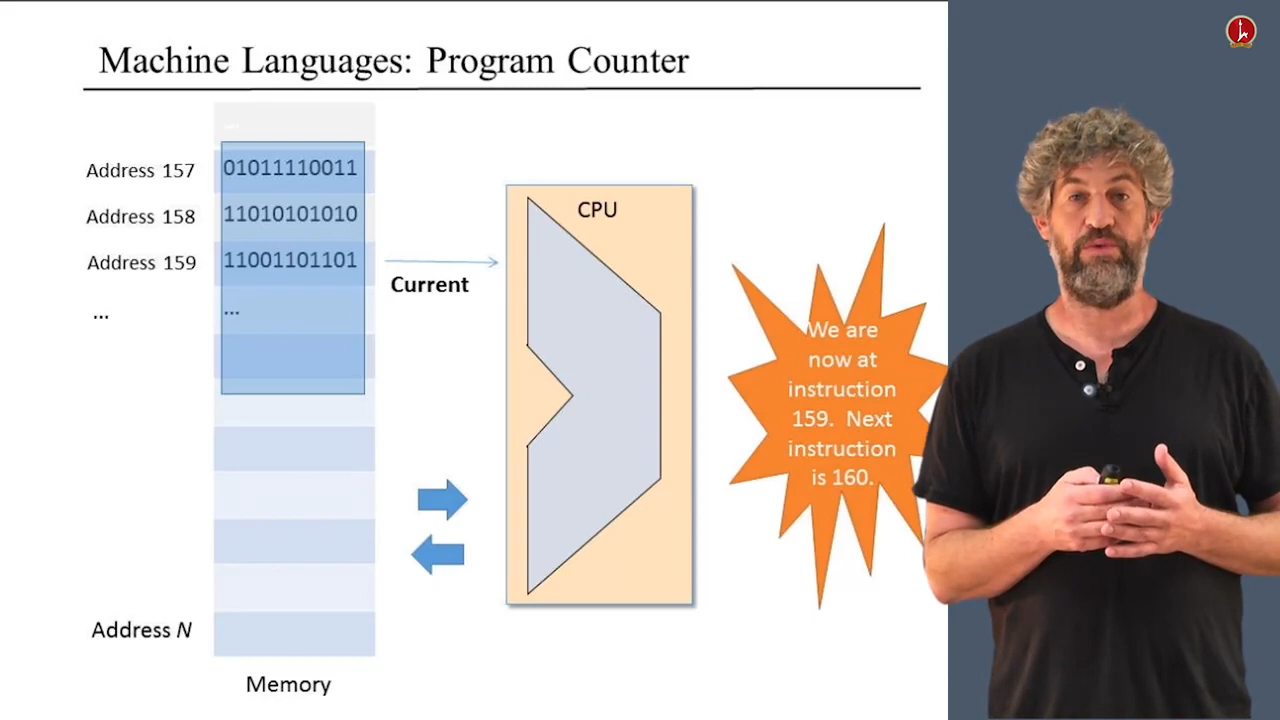 Machine Languages: Program Counter
...
Address 157 01011110011
Address 158 11010101010
Address 159 11001101101
... ...
Address N
Memory
Current
CPU
We are
now at
instruction
159. Next
instruction
is 160.